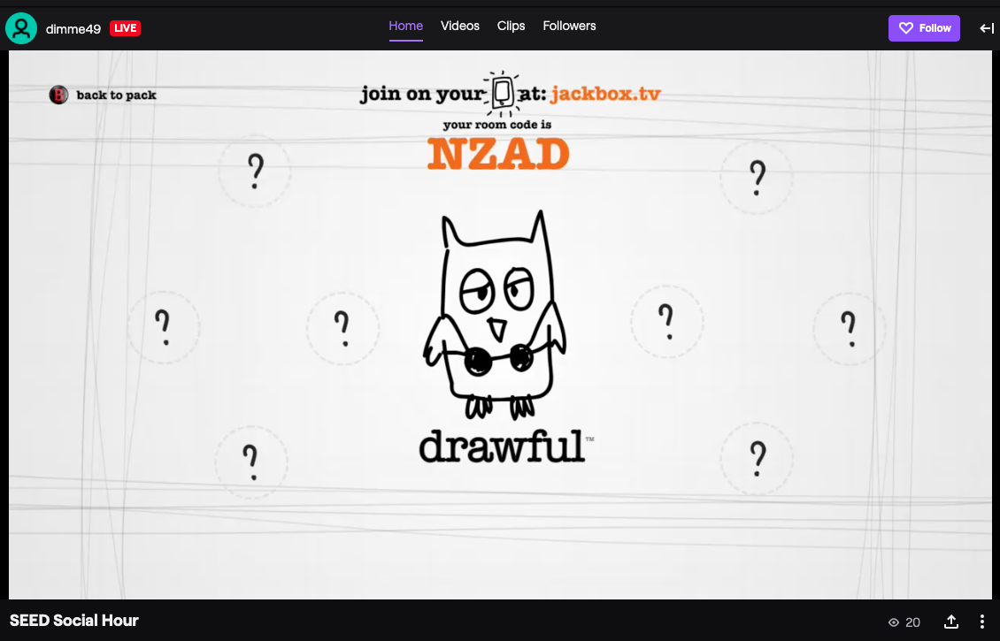 dimme49 LIVE Home Videos Clips Followers Follow
B back to pack
join on your at: jackbox.tv
your room code is
NZAD
? ?
? ? ? ?
? ?
drawful™
SEED Social Hour 20